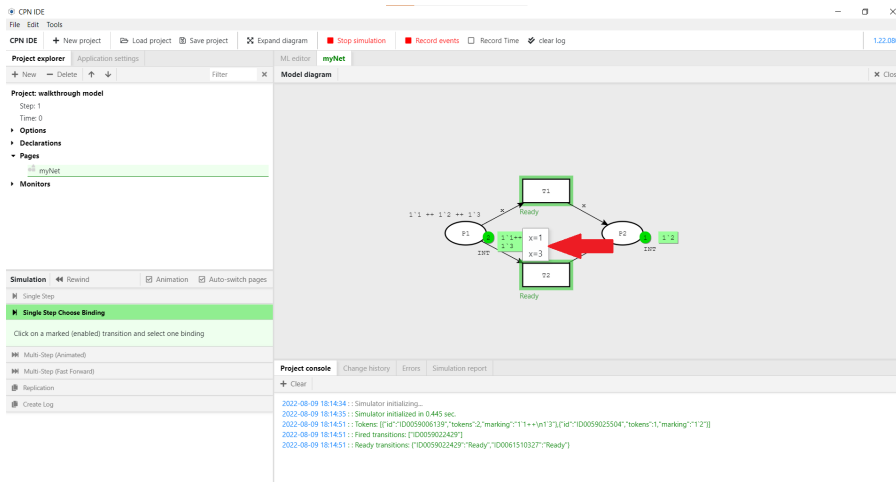 CPN IDE
File Edit Tools
CPN IDE + New project Load project Save project Expand diagram Stop simulation Record events Record Time clear log 1.22.08
Project explorer Application settings
+ New − Delete Filter ×
Project: walkthrough model
Step: 1
Time: 0
Options
Declarations
Pages
myNet
Monitors
Simulation Rewind Animation Auto-switch pages
Single Step
Single Step Choose Binding
Click on a marked (enabled) transition and select one binding
Multi-Step (Animated)
Multi-Step (Fast Forward)
Replication
Create Log
ML editor myNet
Model diagram × Clos
T1
1`1 ++ 1`2 ++ 1`3 x x
Ready
P1 2 1`1++ x=1 P2 1 1`2
1`3
INT x=3 INT
T2
Ready
Project console Change history Errors Simulation report
+ Clear
2022-08-09 18:14:34 : : Simulator initializing...
2022-08-09 18:14:35 : : Simulator initialized in 0.445 sec.
2022-08-09 18:14:51 : : Tokens: [{"id":"ID0059006139","tokens":2,"marking":"1`1++\n1`3"},{"id":"ID0059025504","tokens":1,"marking":"1`2"}]
2022-08-09 18:14:51 : : Fired transitions: ["ID0059022429"]
2022-08-09 18:14:51 : : Ready transitions: {"ID0059022429":"Ready","ID0061510327":"Ready"}